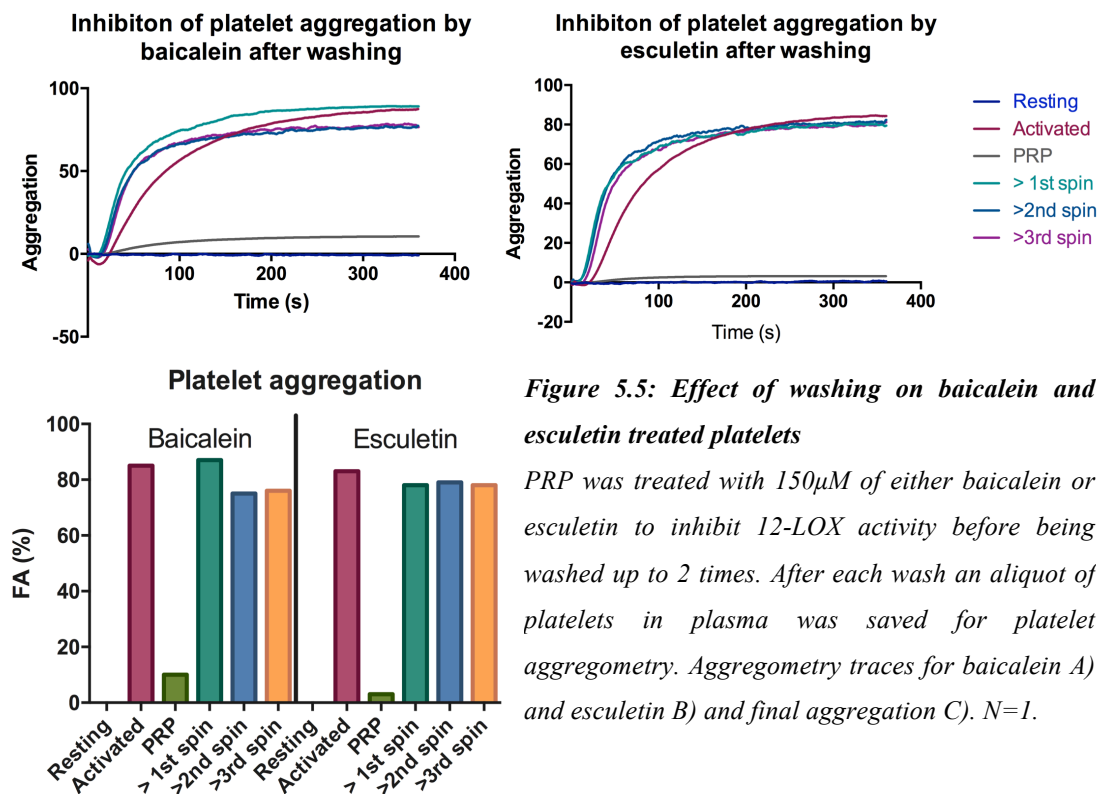 Inhibiton of platelet aggregation by
baicalein after washing
100
50
0
-50
Aggregation
100
200
300
400
Time (s)
Inhibiton of platelet aggregation by
esculetin after washing
100
80
60
40
20
0
-20
Aggregation
100
200
300
400
Time (s)
Resting
Activated
PRP
> 1st spin
>2nd spin
>3rd spin
Platelet aggregation
Baicalein
Esculetin
100
80
60
40
20
0
FA (%)
Resting
Activated
PRP
> 1st spin
>2nd spin
>3rd spin
Resting
Activated
PRP
> 1st spin
>2nd spin
>3rd spin
Figure 5.5: Effect of washing on baicalein and
esculetin treated platelets
PRP was treated with 150μM of either baicalein or
esculetin to inhibit 12-LOX activity before being
washed up to 2 times. After each wash an aliquot of
platelets in plasma was saved for platelet
aggregometry. Aggregometry traces for baicalein A)
and esculetin B) and final aggregation C). N=1.